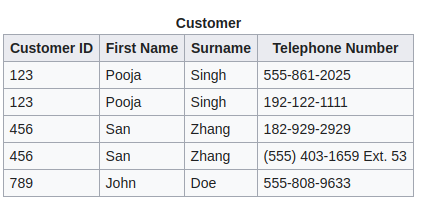 Customer
Customer ID First Name Surname Telephone Number
123 Pooja Singh 555-861-2025
123 Pooja Singh 192-122-1111
456 San Zhang 182-929-2929
456 San Zhang (555) 403-1659 Ext. 53
789 John Doe 555-808-9633